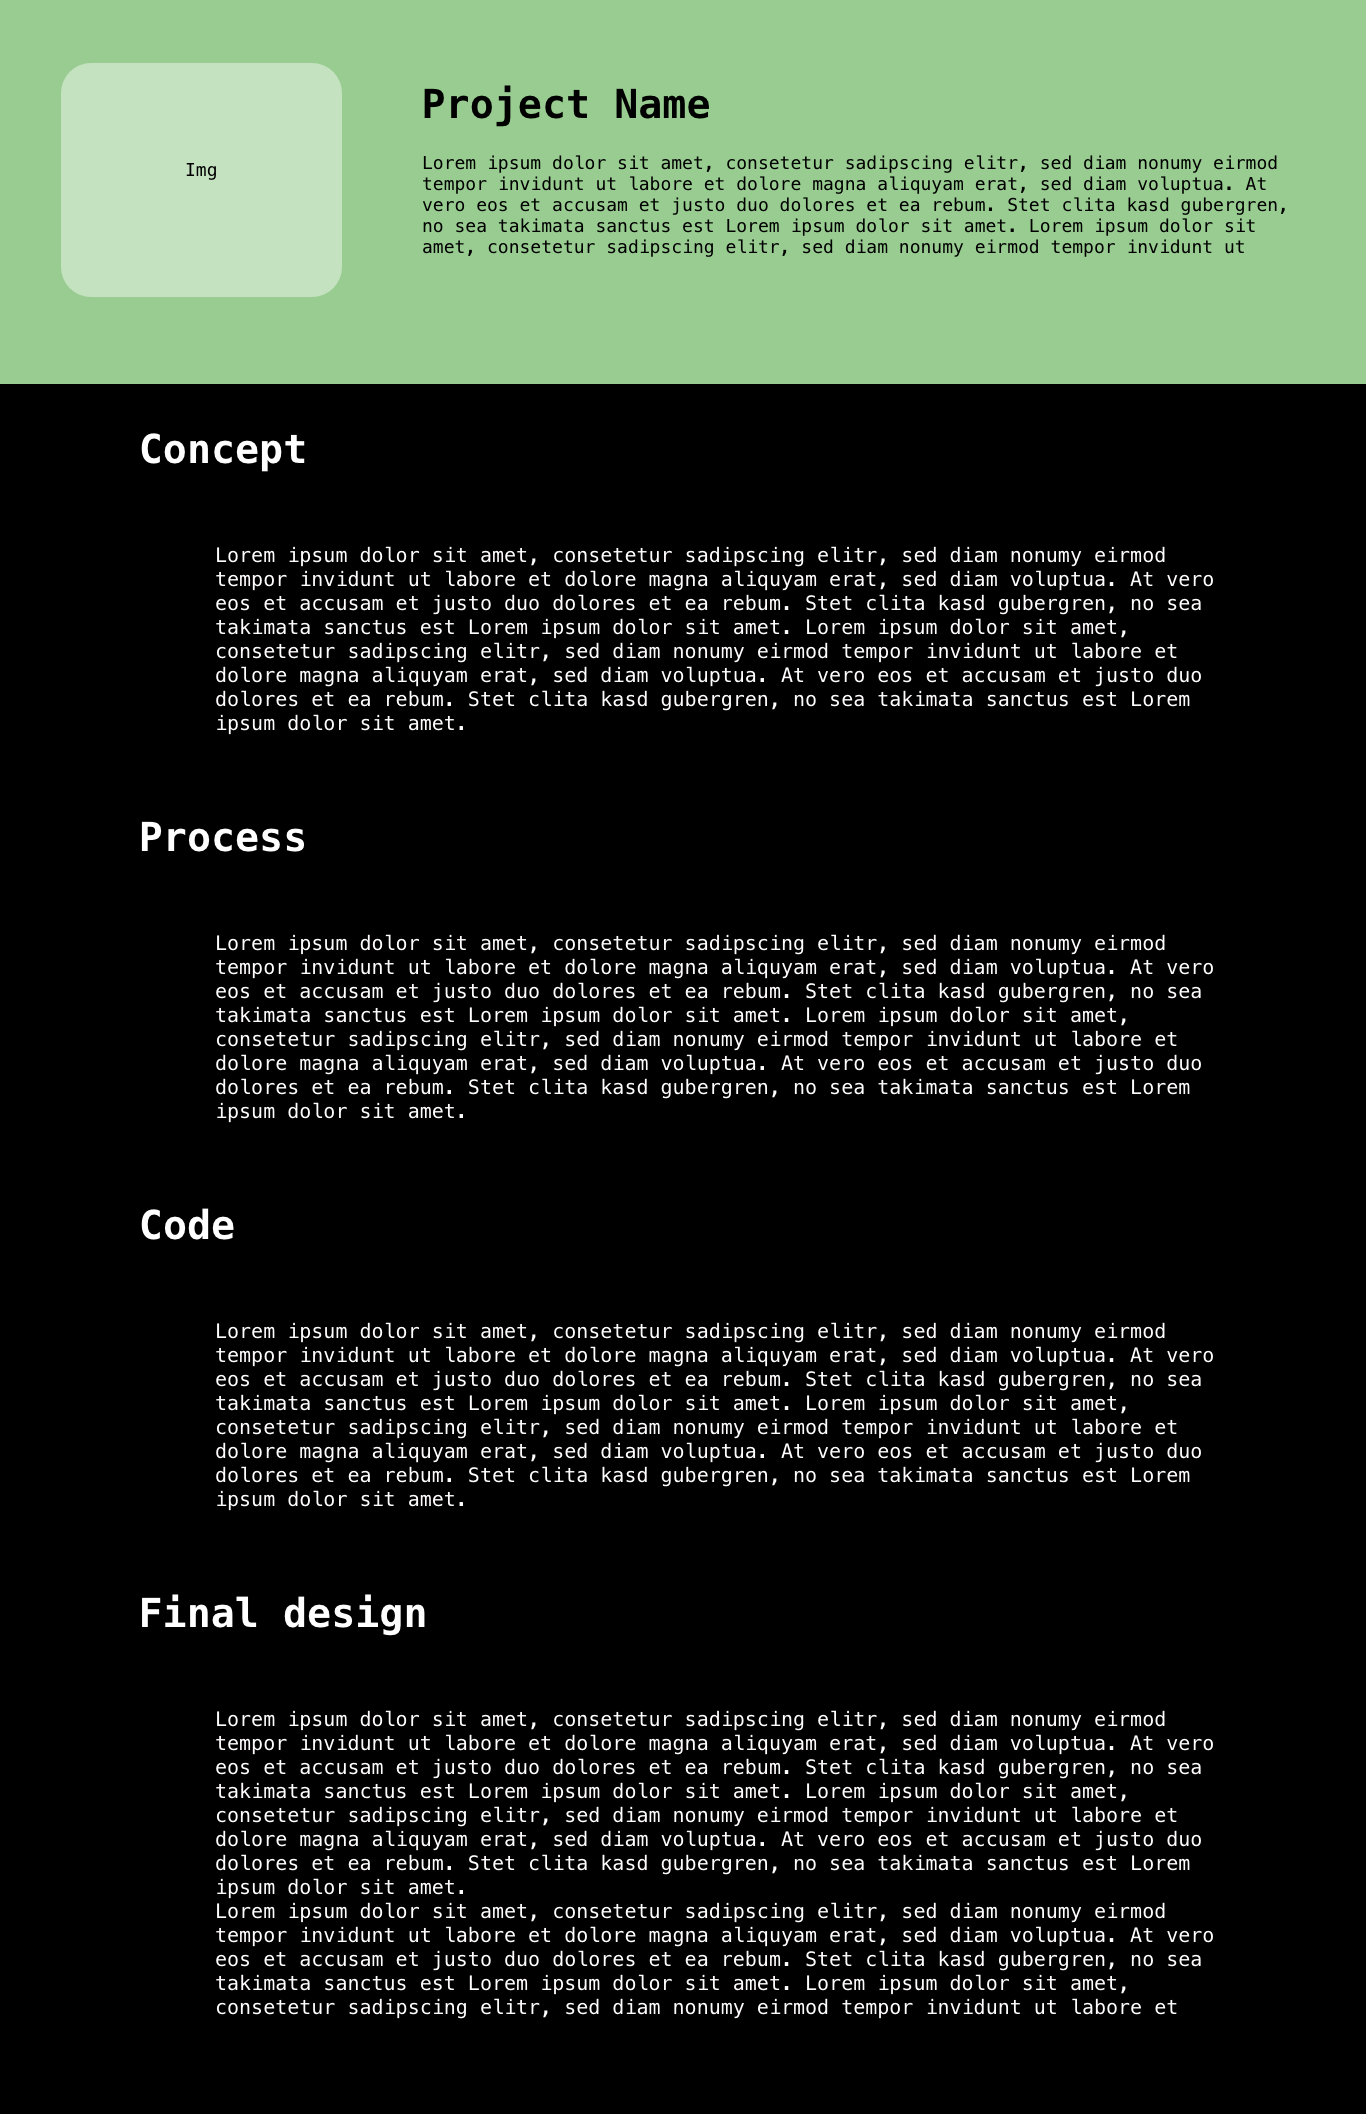 Img
Project Name
Lorem ipsum dolor sit amet, consetetur sadipscing elitr, sed diam nonumy eirmod
tempor invidunt ut labore et dolore magna aliquyam erat, sed diam voluptua. At
vero eos et accusam et justo duo dolores et ea rebum. Stet clita kasd gubergren,
no sea takimata sanctus est Lorem ipsum dolor sit amet. Lorem ipsum dolor sit
amet, consetetur sadipscing elitr, sed diam nonumy eirmod tempor invidunt ut
Concept
Lorem ipsum dolor sit amet, consetetur sadipscing elitr, sed diam nonumy eirmod
tempor invidunt ut labore et dolore magna aliquyam erat, sed diam voluptua. At vero
eos et accusam et justo duo dolores et ea rebum. Stet clita kasd gubergren, no sea
takimata sanctus est Lorem ipsum dolor sit amet. Lorem ipsum dolor sit amet,
consetetur sadipscing elitr, sed diam nonumy eirmod tempor invidunt ut labore et
dolore magna aliquyam erat, sed diam voluptua. At vero eos et accusam et justo duo
dolores et ea rebum. Stet clita kasd gubergren, no sea takimata sanctus est Lorem
ipsum dolor sit amet.
Process
Lorem ipsum dolor sit amet, consetetur sadipscing elitr, sed diam nonumy eirmod
tempor invidunt ut labore et dolore magna aliquyam erat, sed diam voluptua. At vero
eos et accusam et justo duo dolores et ea rebum. Stet clita kasd gubergren, no sea
takimata sanctus est Lorem ipsum dolor sit amet. Lorem ipsum dolor sit amet,
consetetur sadipscing elitr, sed diam nonumy eirmod tempor invidunt ut labore et
dolore magna aliquyam erat, sed diam voluptua. At vero eos et accusam et justo duo
dolores et ea rebum. Stet clita kasd gubergren, no sea takimata sanctus est Lorem
ipsum dolor sit amet.
Code
Lorem ipsum dolor sit amet, consetetur sadipscing elitr, sed diam nonumy eirmod
tempor invidunt ut labore et dolore magna aliquyam erat, sed diam voluptua. At vero
eos et accusam et justo duo dolores et ea rebum. Stet clita kasd gubergren, no sea
takimata sanctus est Lorem ipsum dolor sit amet. Lorem ipsum dolor sit amet,
consetetur sadipscing elitr, sed diam nonumy eirmod tempor invidunt ut labore et
dolore magna aliquyam erat, sed diam voluptua. At vero eos et accusam et justo duo
dolores et ea rebum. Stet clita kasd gubergren, no sea takimata sanctus est Lorem
ipsum dolor sit amet.
Final design
Lorem ipsum dolor sit amet, consetetur sadipscing elitr, sed diam nonumy eirmod
tempor invidunt ut labore et dolore magna aliquyam erat, sed diam voluptua. At vero
eos et accusam et justo duo dolores et ea rebum. Stet clita kasd gubergren, no sea
takimata sanctus est Lorem ipsum dolor sit amet. Lorem ipsum dolor sit amet,
consetetur sadipscing elitr, sed diam nonumy eirmod tempor invidunt ut labore et
dolore magna aliquyam erat, sed diam voluptua. At vero eos et accusam et justo duo
dolores et ea rebum. Stet clita kasd gubergren, no sea takimata sanctus est Lorem
ipsum dolor sit amet.
Lorem ipsum dolor sit amet, consetetur sadipscing elitr, sed diam nonumy eirmod
tempor invidunt ut labore et dolore magna aliquyam erat, sed diam voluptua. At vero
eos et accusam et justo duo dolores et ea rebum. Stet clita kasd gubergren, no sea
takimata sanctus est Lorem ipsum dolor sit amet. Lorem ipsum dolor sit amet,
consetetur sadipscing elitr, sed diam nonumy eirmod tempor invidunt ut labore et